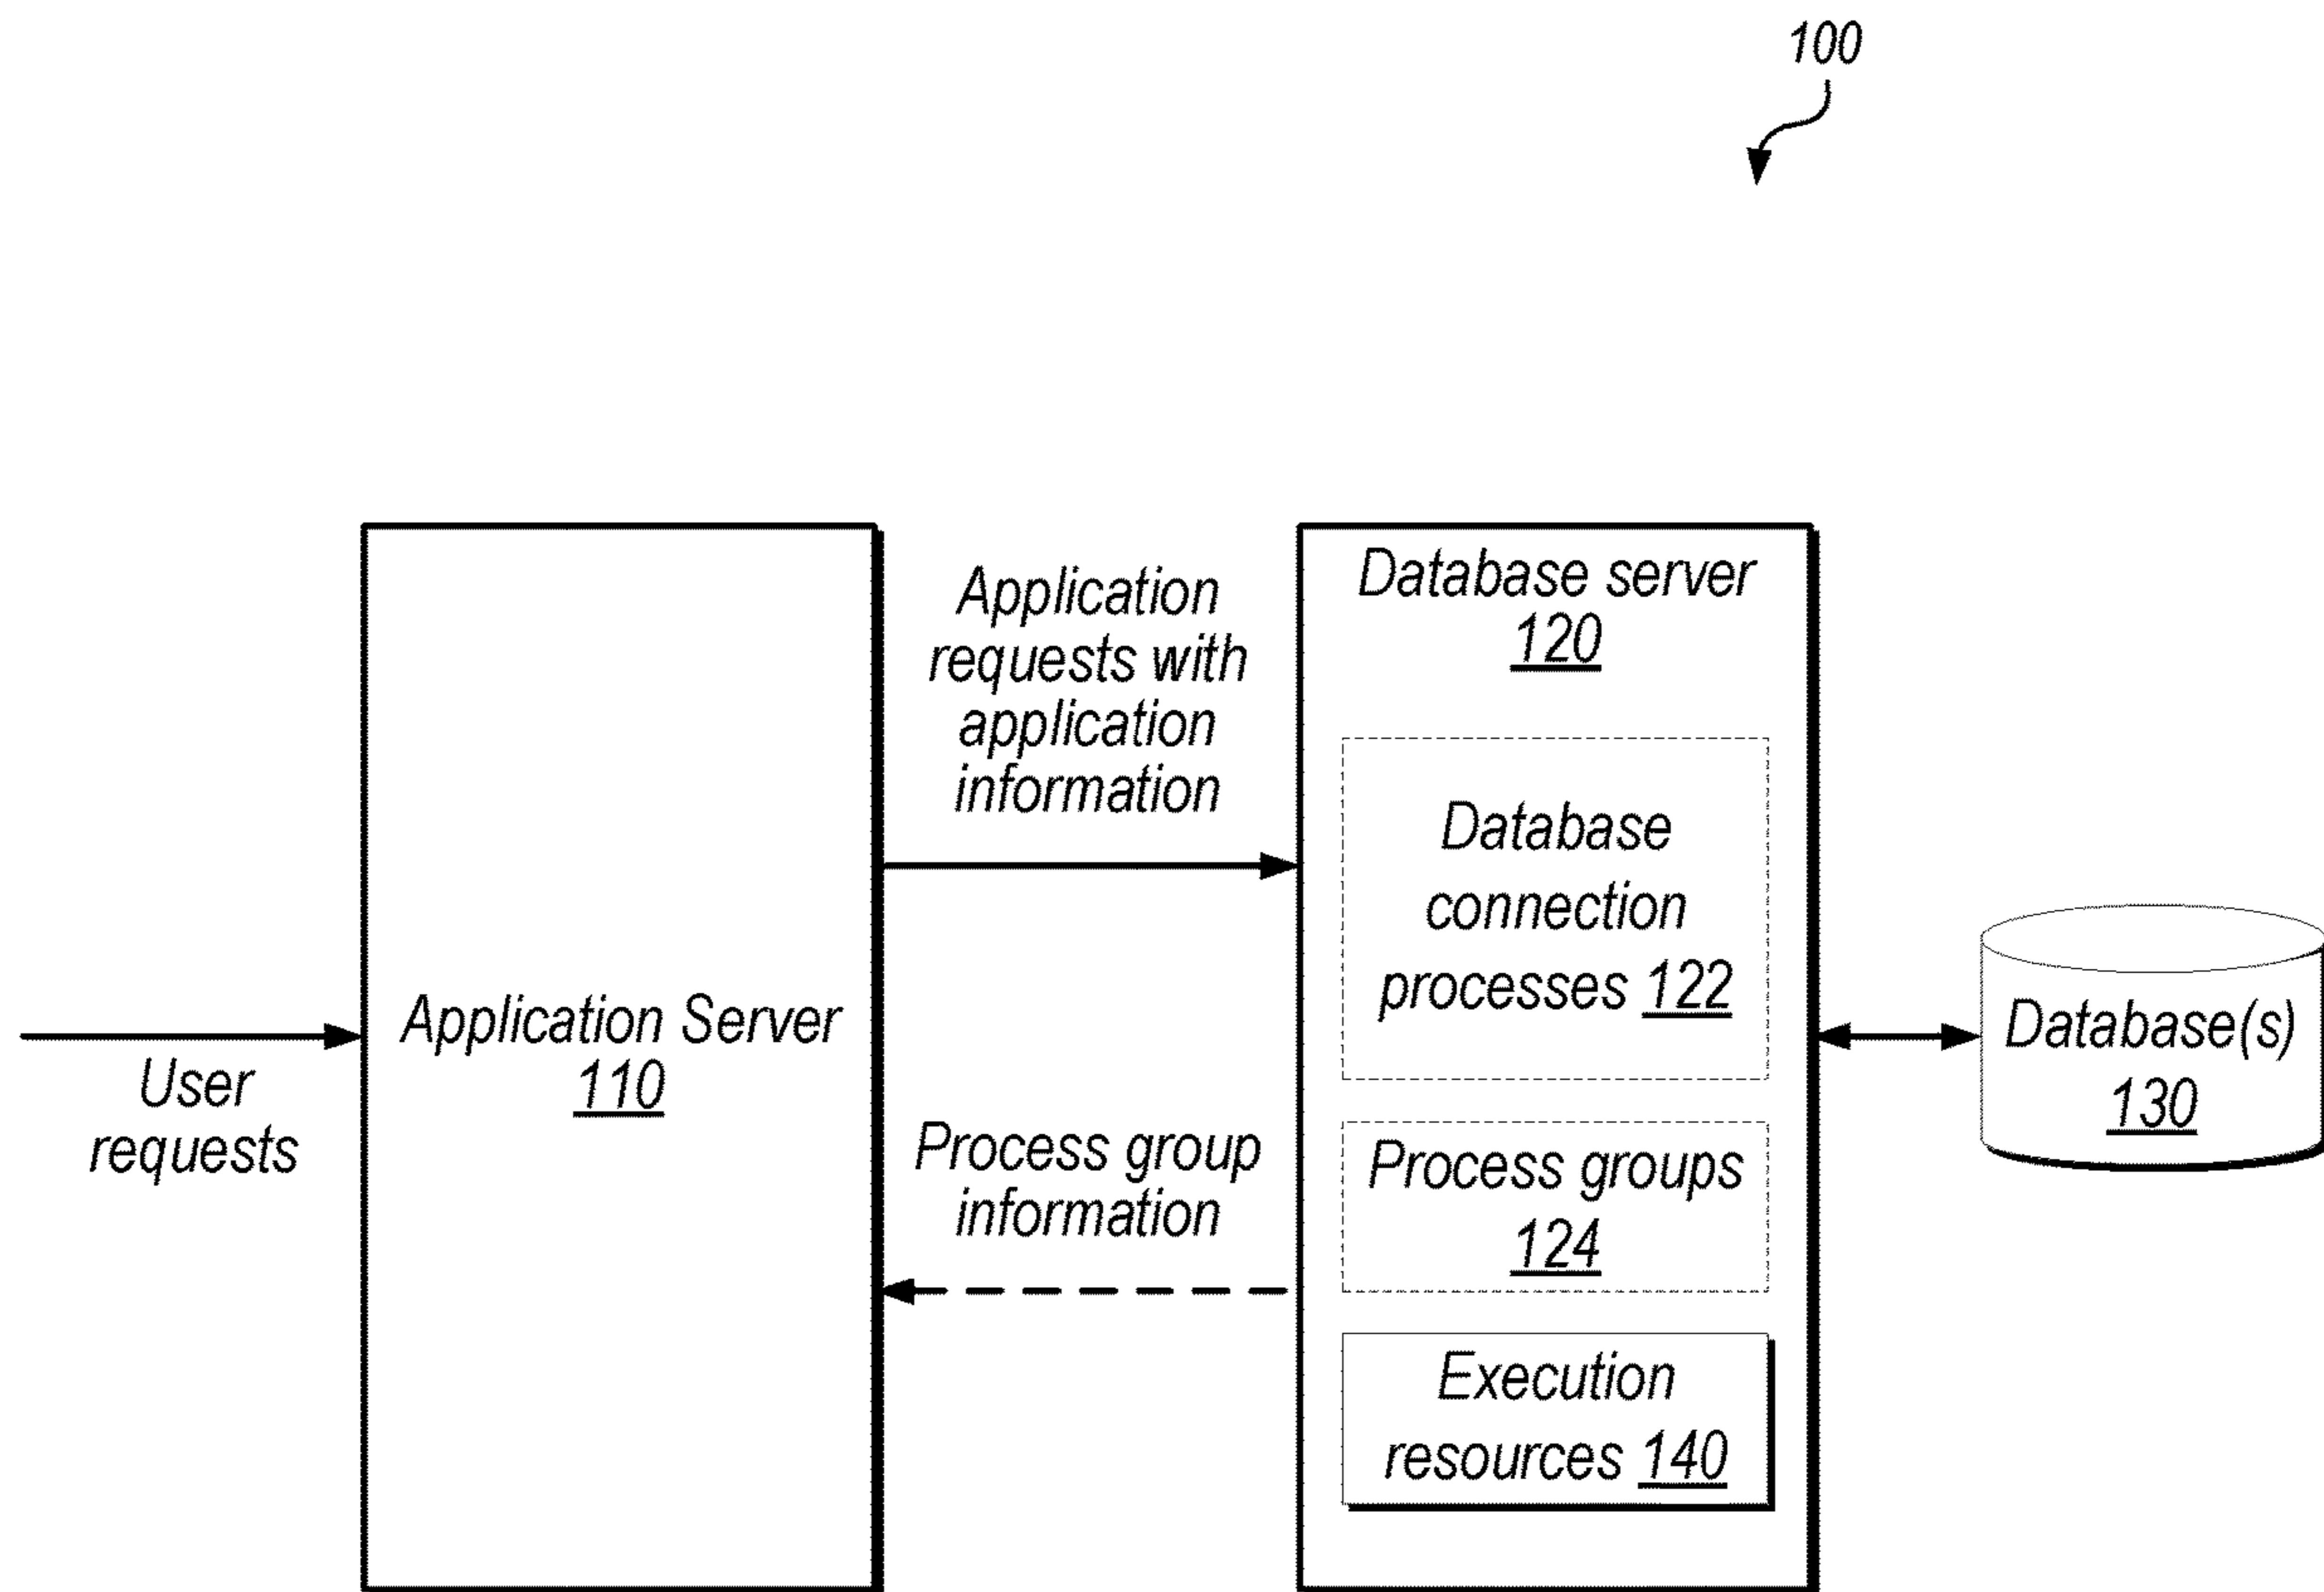 100
User
requests
Application Server
110
Application
requests with
application
information
Process group
information
Database server
120
Database
connection
processes 122
Process groups
124
Execution
resources 140
Database(s)
130